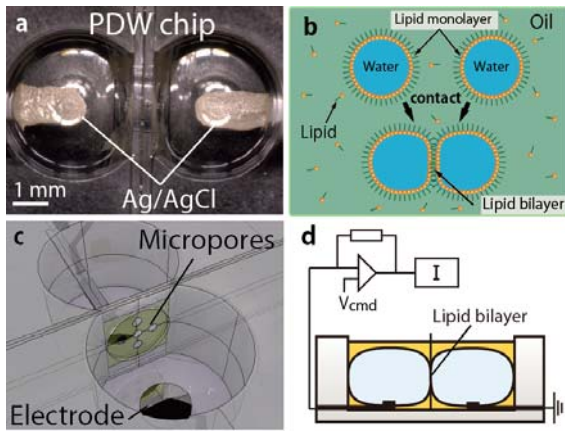 a
PDW chip
1 mm
Ag/AgCl
b
Lipid monolayer
Oil
Water
Water
contact
Lipid
Lipid bilayer
c
Micropores
Electrode
d
I
Vcmd
Lipid bilayer